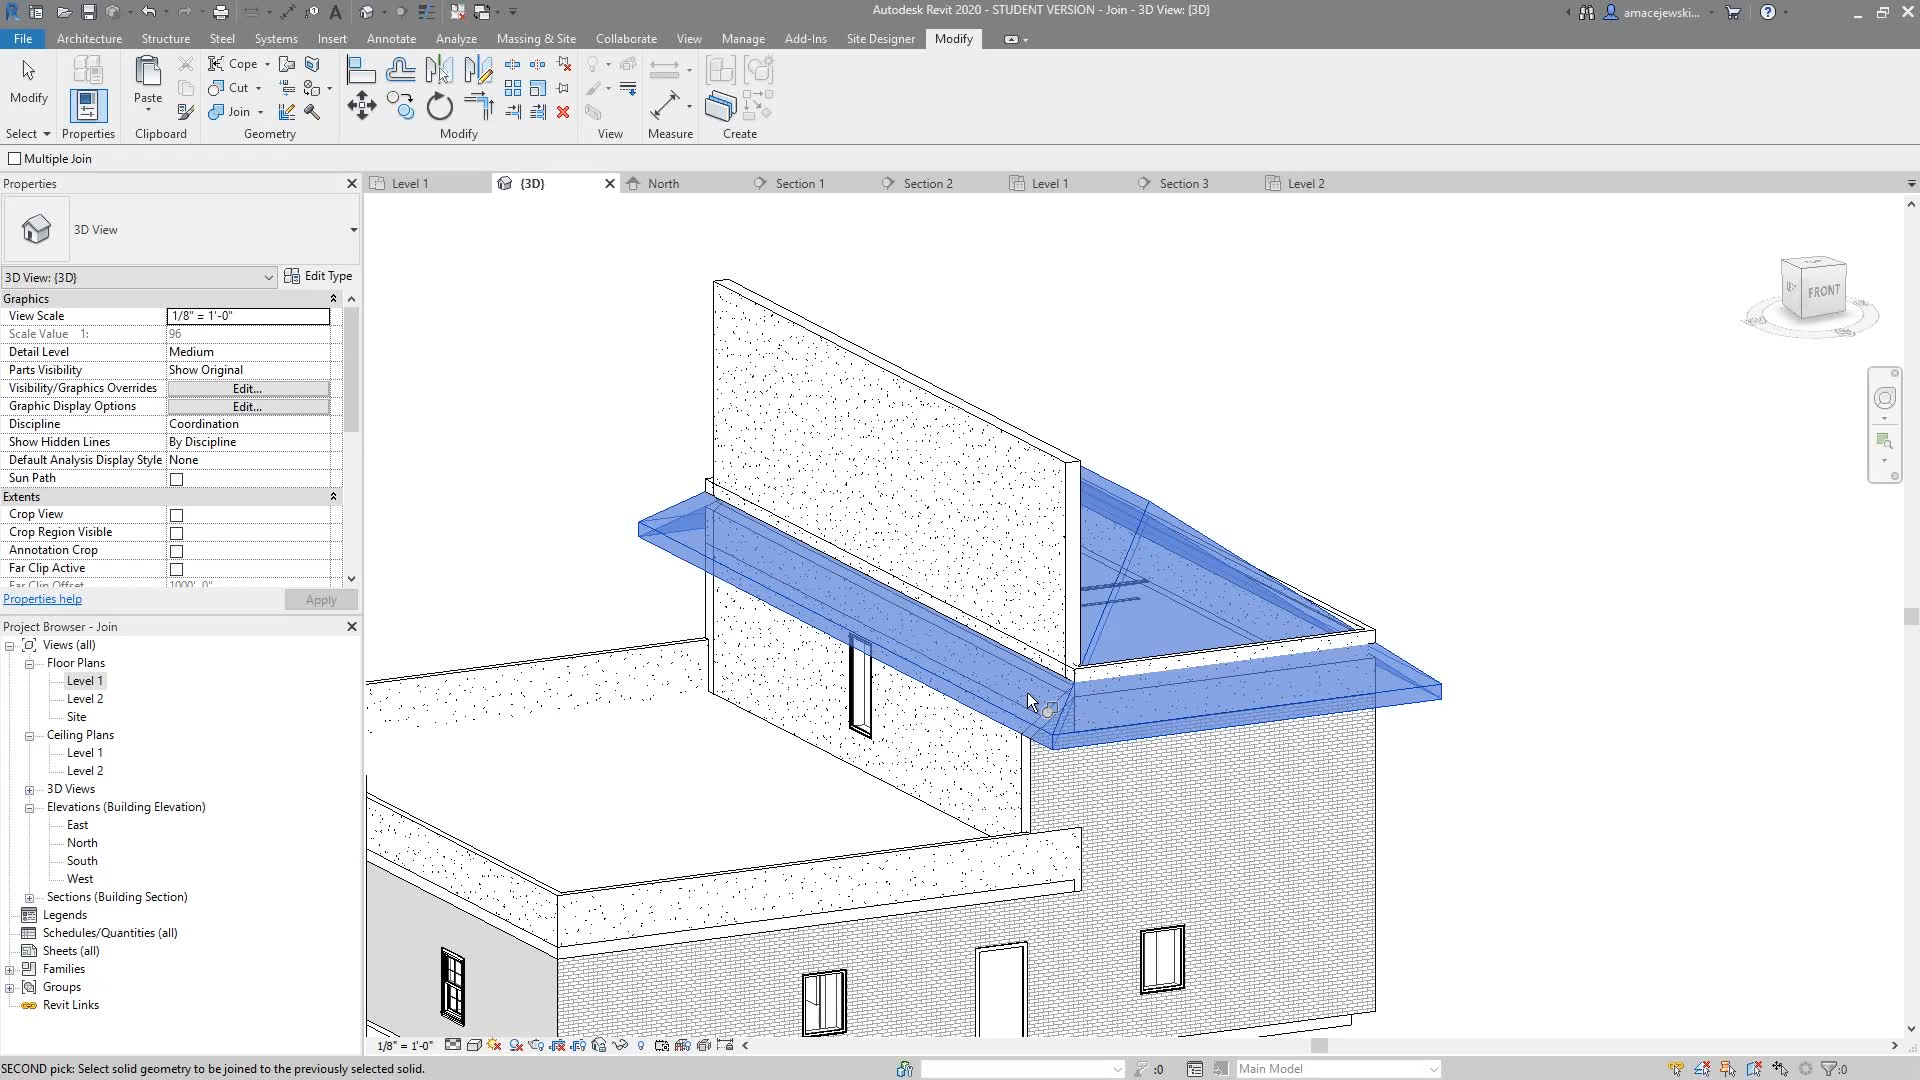 Autodesk Revit 2020 - STUDENT VERSION - Join - 3D View: {3D}
amacejewski...
File Architecture Structure Steel Systems Insert Annotate Analyze Massing & Site Collaborate View Manage Add-Ins Site Designer Modify
Modify
Paste
Cope
Cut
Join
Select Properties Clipboard Geometry Modify View Measure Create
Multiple Join
Properties
Level 1 {3D} North Section 1 Section 2 Level 1 Section 3 Level 2
3D View
3D View: {3D} Edit Type
Graphics
View Scale 1/8" = 1'-0"
Scale Value 1: 96
Detail Level Medium
Parts Visibility Show Original
Visibility/Graphics Overrides Edit...
Graphic Display Options Edit...
Discipline Coordination
Show Hidden Lines By Discipline
Default Analysis Display Style None
Sun Path
Extents
Crop View
Crop Region Visible
Annotation Crop
Far Clip Active
Far Clip Offset 1000' 0"
Properties help Apply
Project Browser - Join
Views (all)
Floor Plans
Level 1
Level 2
Site
Ceiling Plans
Level 1
Level 2
3D Views
Elevations (Building Elevation)
East
North
South
West
Sections (Building Section)
Legends
Schedules/Quantities (all)
Sheets (all)
Families
Groups
Revit Links
FRONT
1/8" = 1'-0"
SECOND pick: Select solid geometry to be joined to the previously selected solid.
:0
Main Model
:0